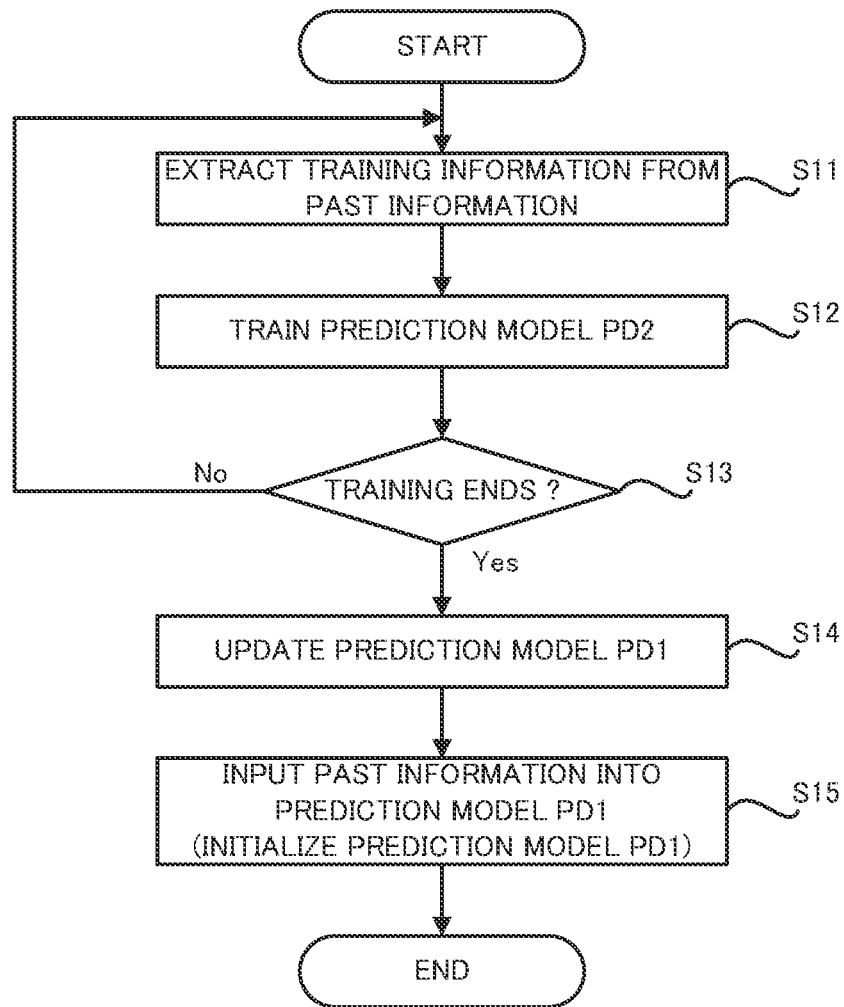 START
EXTRACT TRAINING INFORMATION FROM
PAST INFORMATION
S11
TRAIN PREDICTION MODEL PD2
S12
No
TRAINING ENDS ?
S13
Yes
UPDATE PREDICTION MODEL PD1
S14
INPUT PAST INFORMATION INTO
PREDICTION MODEL PD1
(INITIALIZE PREDICTION MODEL PD1)
S15
END